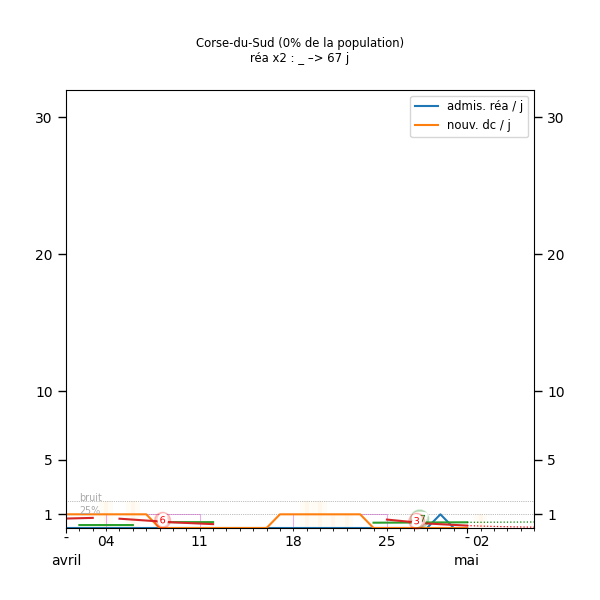 Corse-du-Sud (0% de la population)
réa x2 : _ –> 67 j
admis. réa / j
nouv. dc / j
30 30
20 20
10 10
5 5
bruit
25%
1 1
6
3
- 04 11 18 25 - 02
avril mai